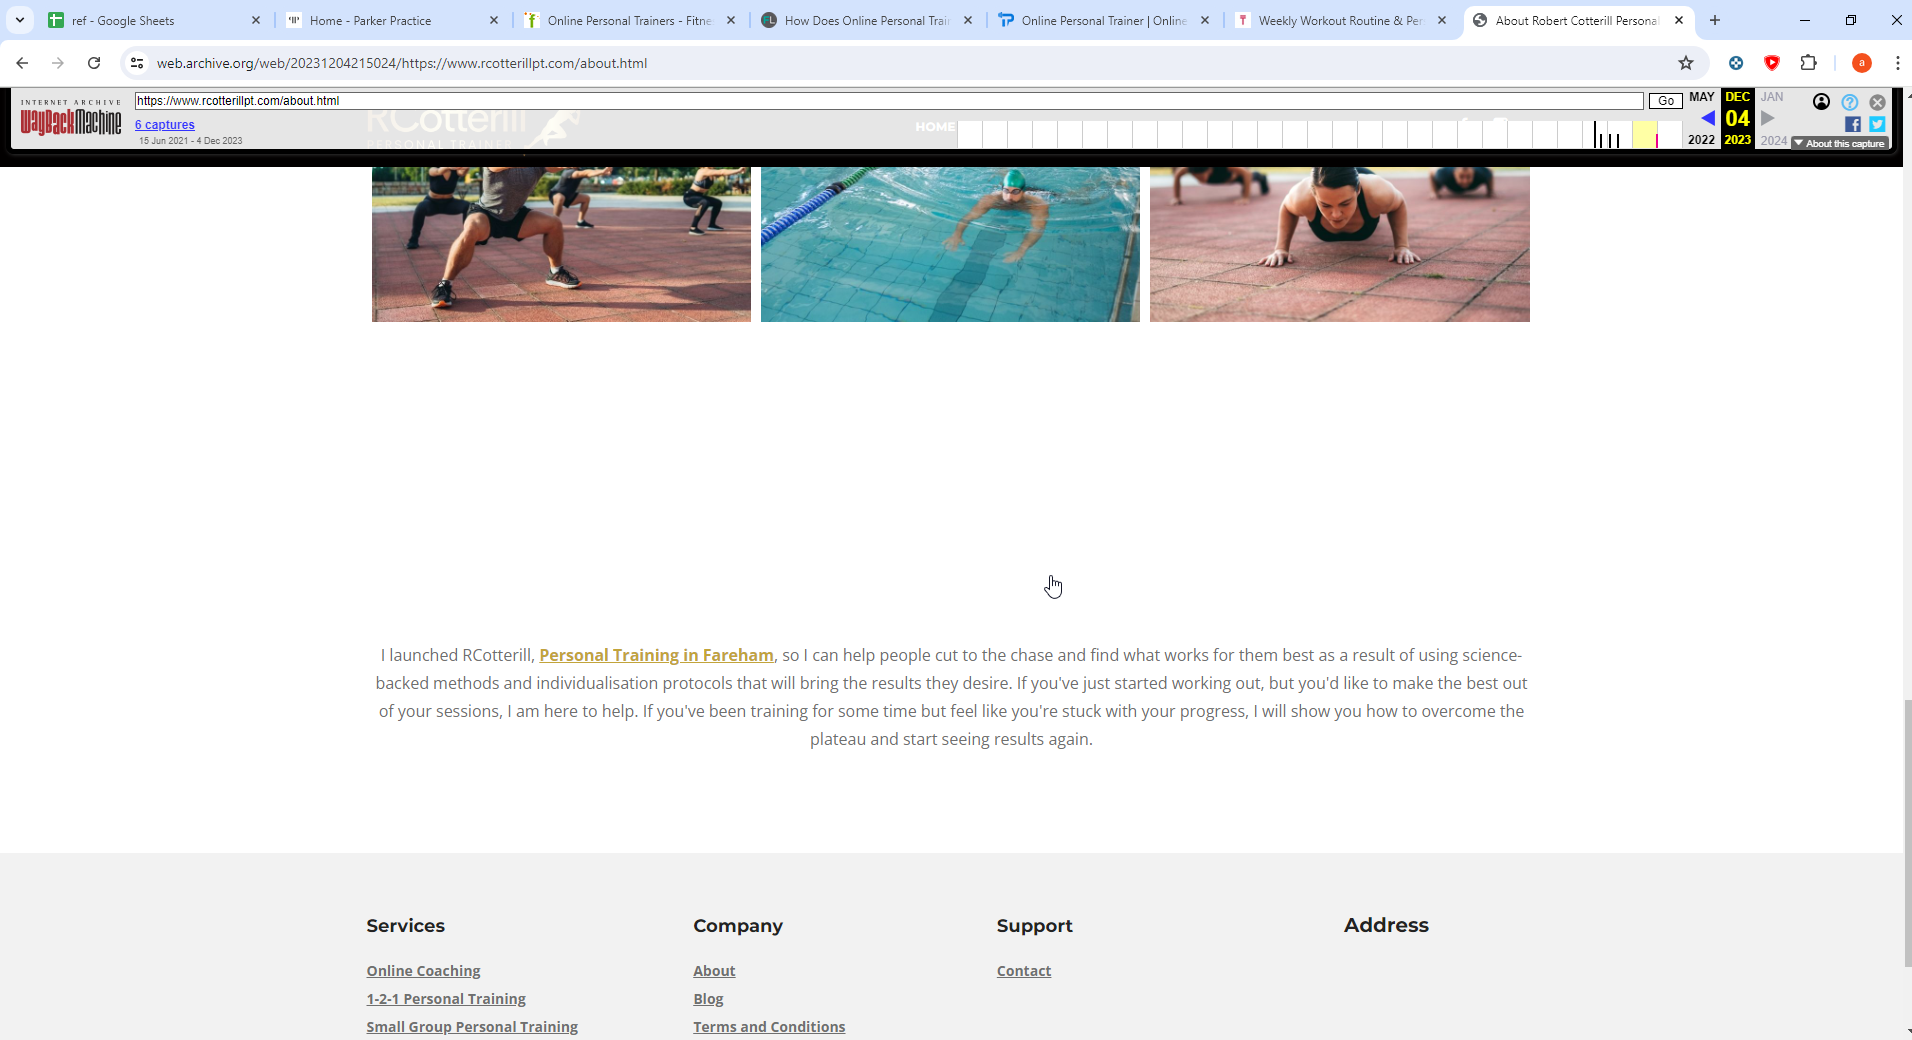 ref - Google Sheets
Home - Parker Practice
Online Personal Trainers - Fitne
How Does Online Personal Trai
Online Personal Trainer | Online
Weekly Workout Routine & Per
About Robert Cotterill Personal
web.archive.org/web/20231204215024/https://www.rcotterillpt.com/about.html
a
INTERNET ARCHIVE
WayBackMachine
https://www.rcotterillpt.com/about.html
Go
6 captures
15 Jun 2021 - 4 Dec 2023
MAY
DEC
JAN
04
2022
2023
2024
About this capture
RCotterill
PERSONAL TRAINER
HOME
I launched RCotterill, Personal Training in Fareham, so I can help people cut to the chase and find what works for them best as a result of using science-
backed methods and individualisation protocols that will bring the results they desire. If you've just started working out, but you'd like to make the best out
of your sessions, I am here to help. If you've been training for some time but feel like you're stuck with your progress, I will show you how to overcome the
plateau and start seeing results again.
Services
Online Coaching
1-2-1 Personal Training
Small Group Personal Training
Company
About
Blog
Terms and Conditions
Support
Contact
Address